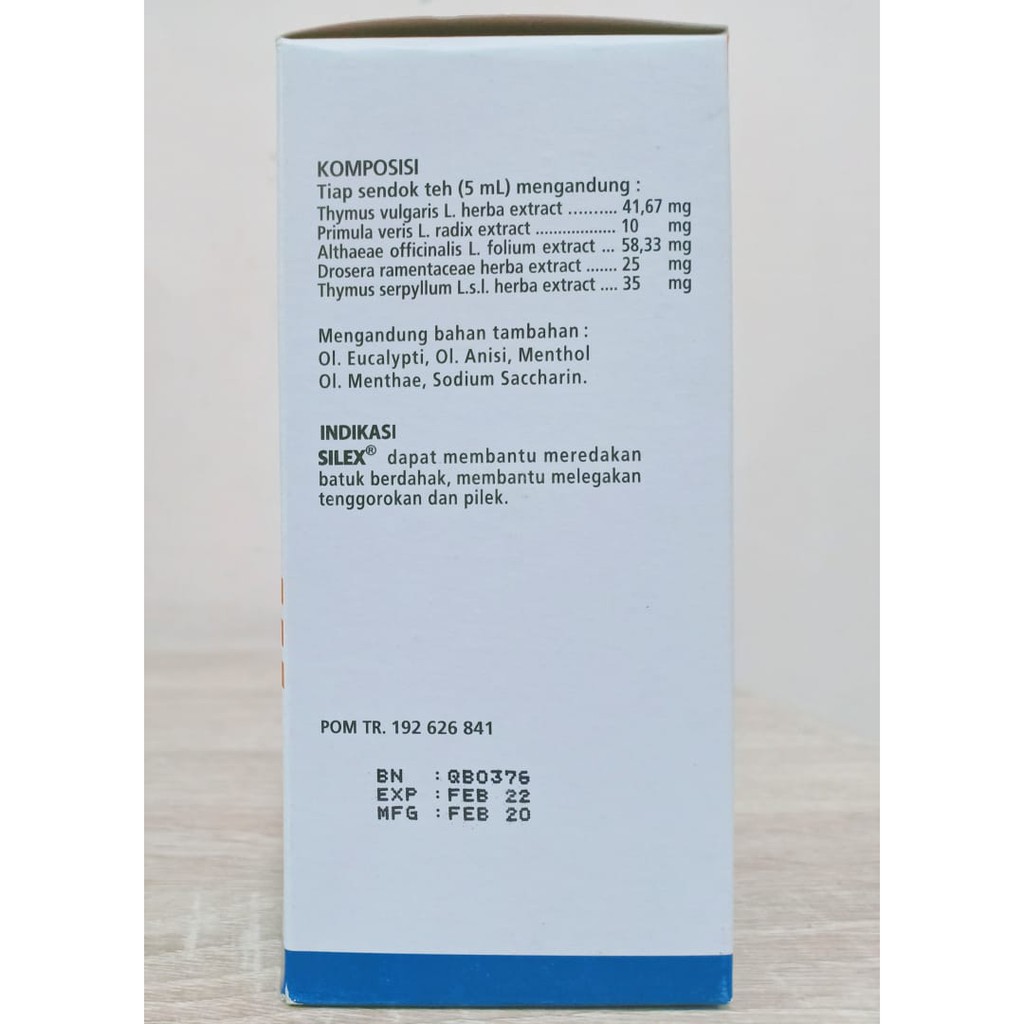 KOMPOSISI
Tiap sendok teh (5 mL) mengandung :
Thymus vulgaris L. herba extract .......... 41,67 mg
Primula veris L. radix extract .................. 10 mg
Althaeae officinalis L. folium extract ... 58,33 mg
Drosera ramentaceae herba extract ....... 25 mg
Thymus serpyllum L.s.l. herba extract .... 35 mg
Mengandung bahan tambahan :
Ol. Eucalypti, Ol. Anisi, Menthol
Ol. Menthae, Sodium Saccharin.
INDIKASI
SILEX® dapat membantu meredakan
batuk berdahak, membantu melegakan
tenggorokan dan pilek.
POM TR. 192 626 841
BN : QB0376
EXP : FEB 22
MFG : FEB 20